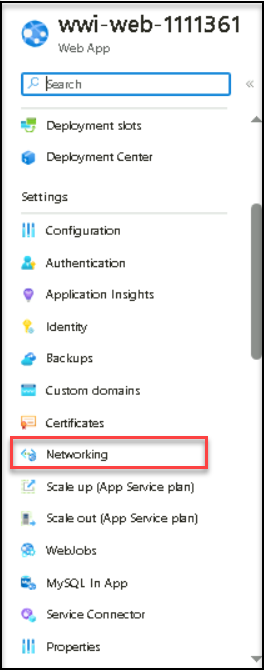 wwi-web-1111361
Web App
Search
Deployment slots
Deployment Center
Settings
Configuration
Authentication
Application Insights
Identity
Backups
Custom domains
Certificates
Networking
Scale up (App Service plan)
Scale out (App Service plan)
WebJobs
MySQL In App
Service Connector
Properties